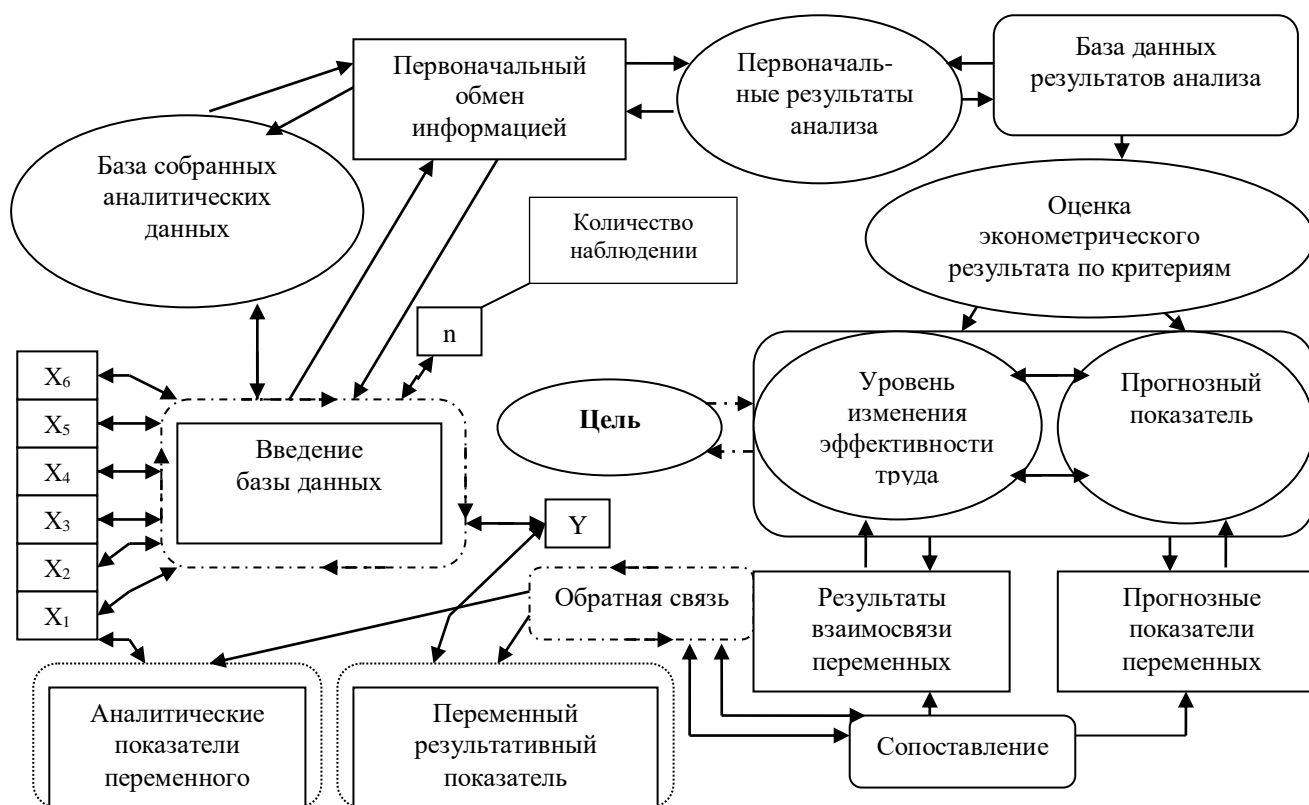 Первоначальный
обмен
информацией
Первоначаль-
ные результаты
анализа
База данных
результатов анализа
База собранных
аналитических
данных
Количество
наблюдении
Оценка
эконометрического
результата по критериям
n
X6
X5
X4
X3
X2
X1
Введение
базы данных
Цель
Уровень
изменения
эффективности
труда
Прогнозный
показатель
Y
Обратная связь
Результаты
взаимосвязи
переменных
Прогнозные
показатели
переменных
Аналитические
показатели
переменного
Переменный
результативный
показатель
Сопоставление